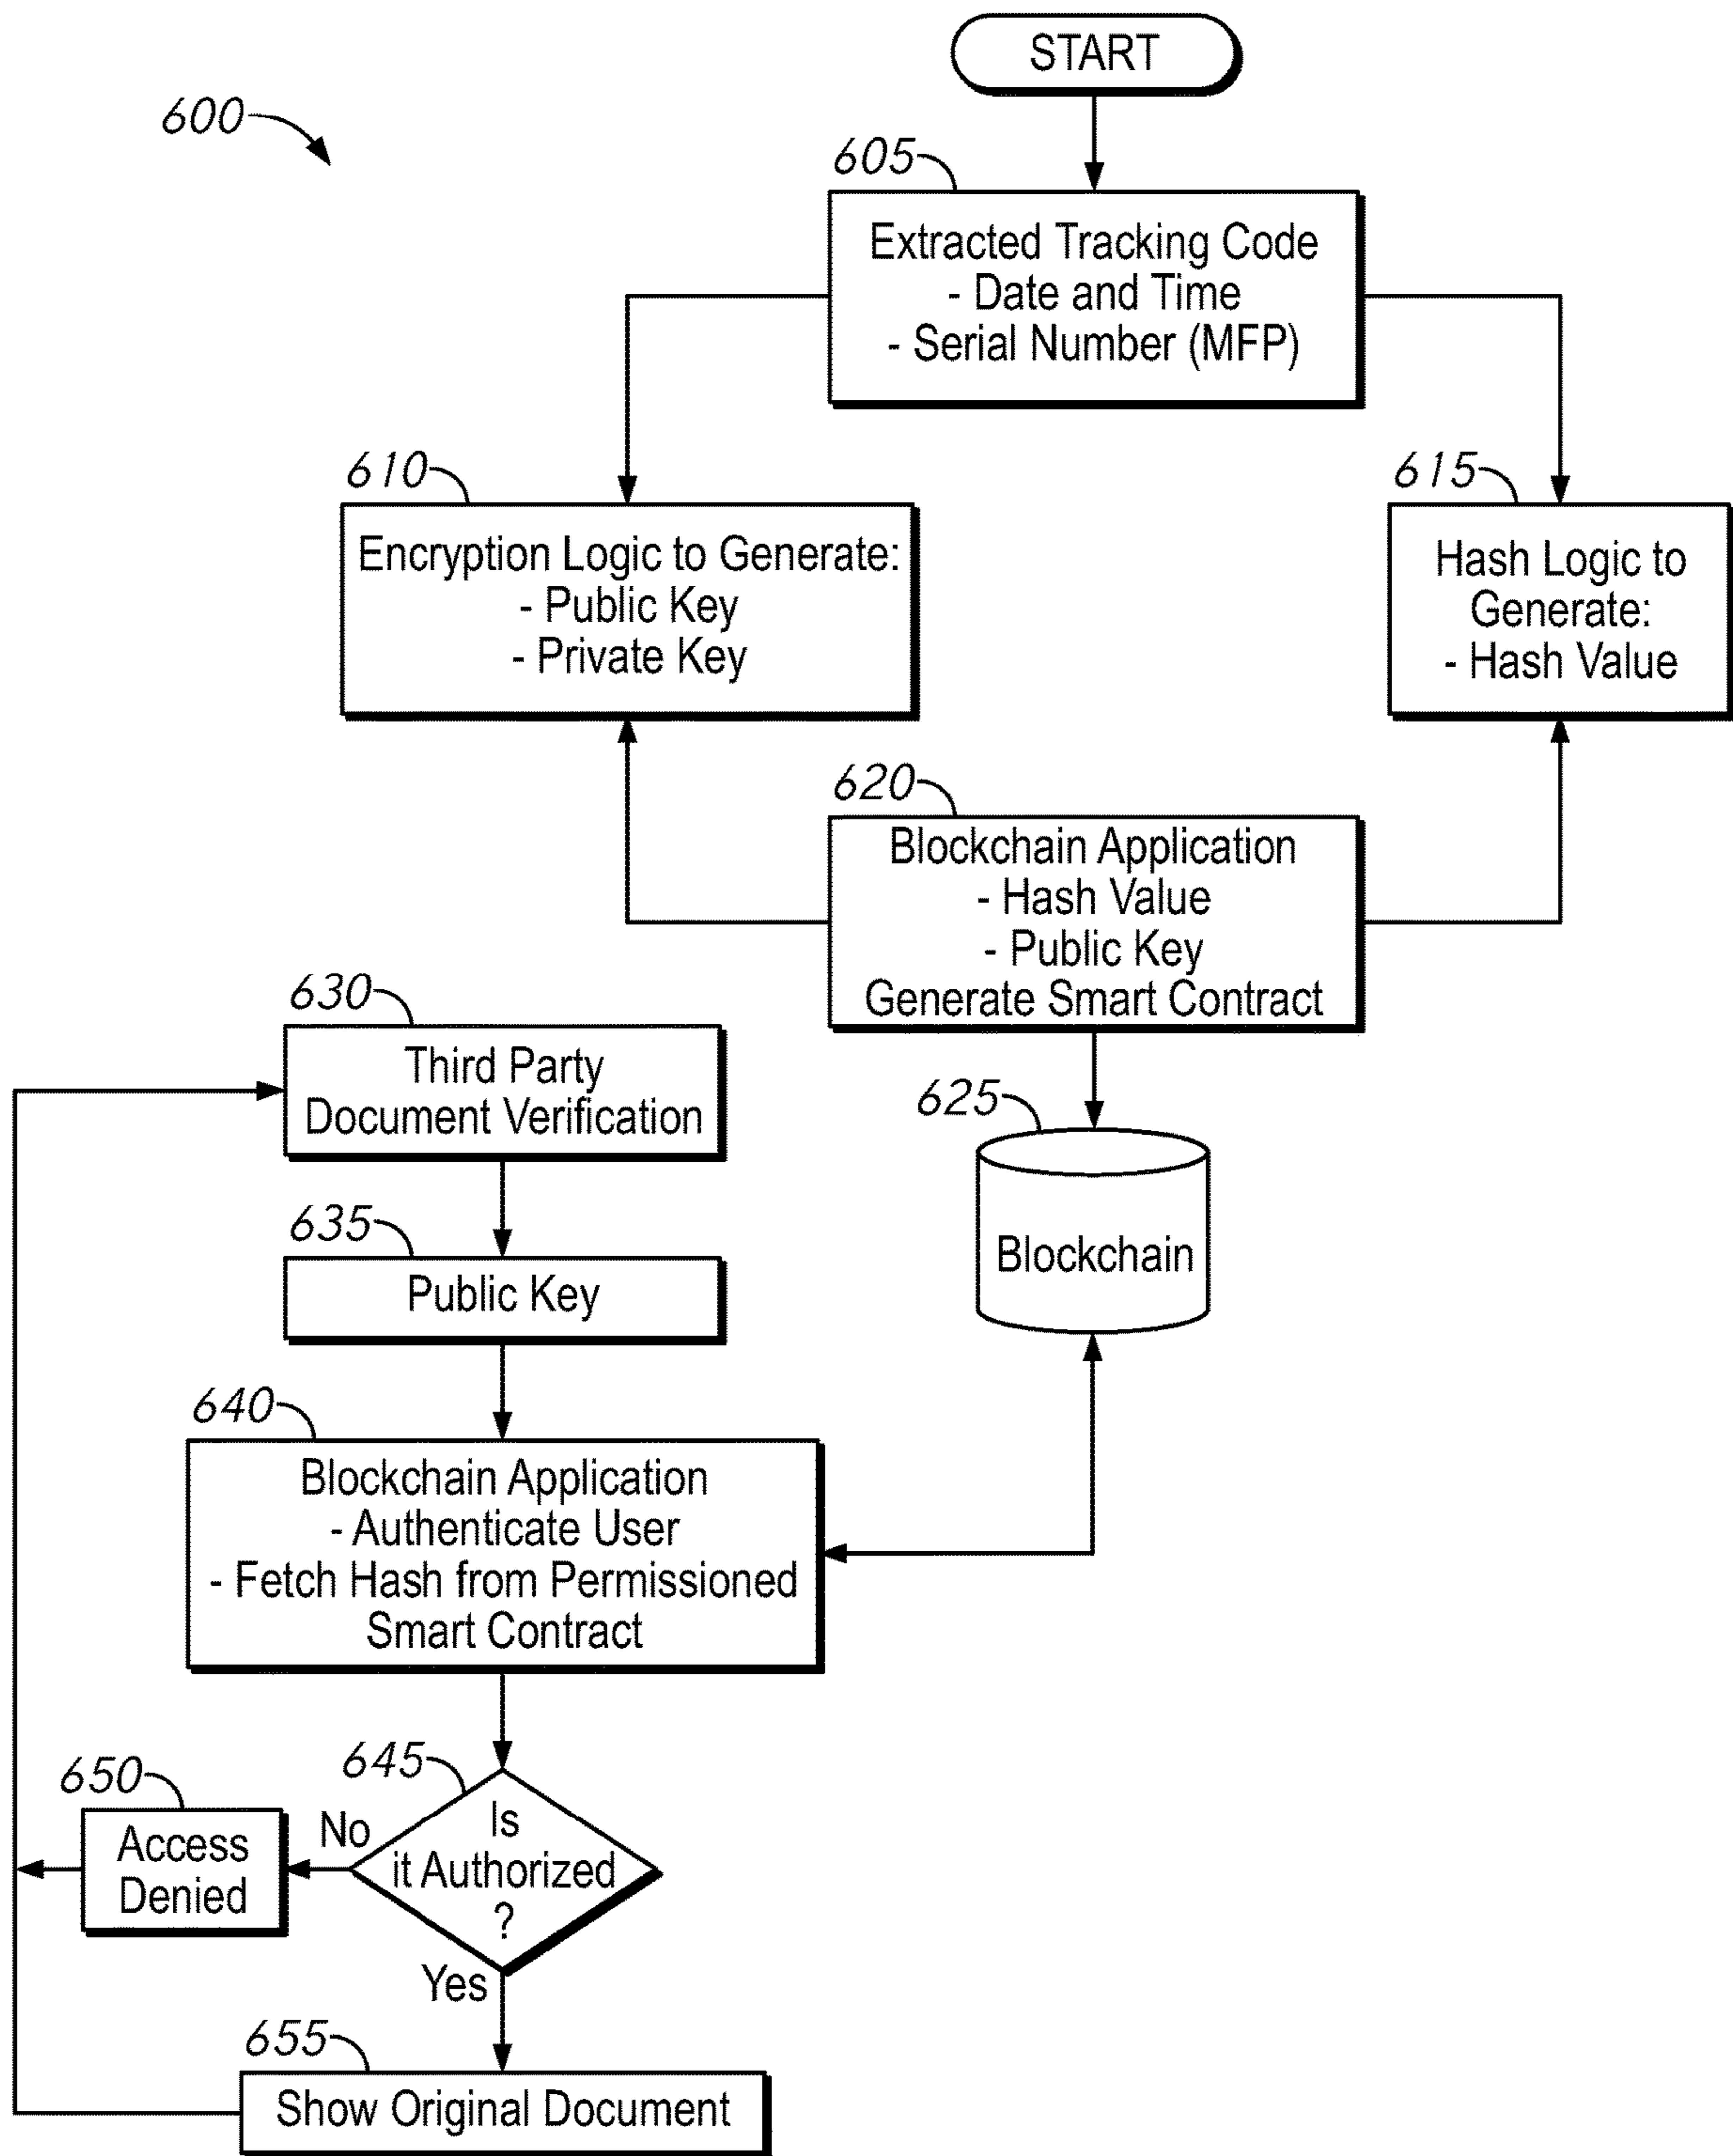 START
600
605
Extracted Tracking Code
- Date and Time
- Serial Number (MFP)
610
Encryption Logic to Generate:
- Public Key
- Private Key
615
Hash Logic to
Generate:
- Hash Value
620
Blockchain Application
- Hash Value
- Public Key
Generate Smart Contract
625
Blockchain
630
Third Party
Document Verification
635
Public Key
640
Blockchain Application
- Authenticate User
- Fetch Hash from Permissioned
Smart Contract
645
Is
it Authorized
?
No
650
Access
Denied
Yes
655
Show Original Document